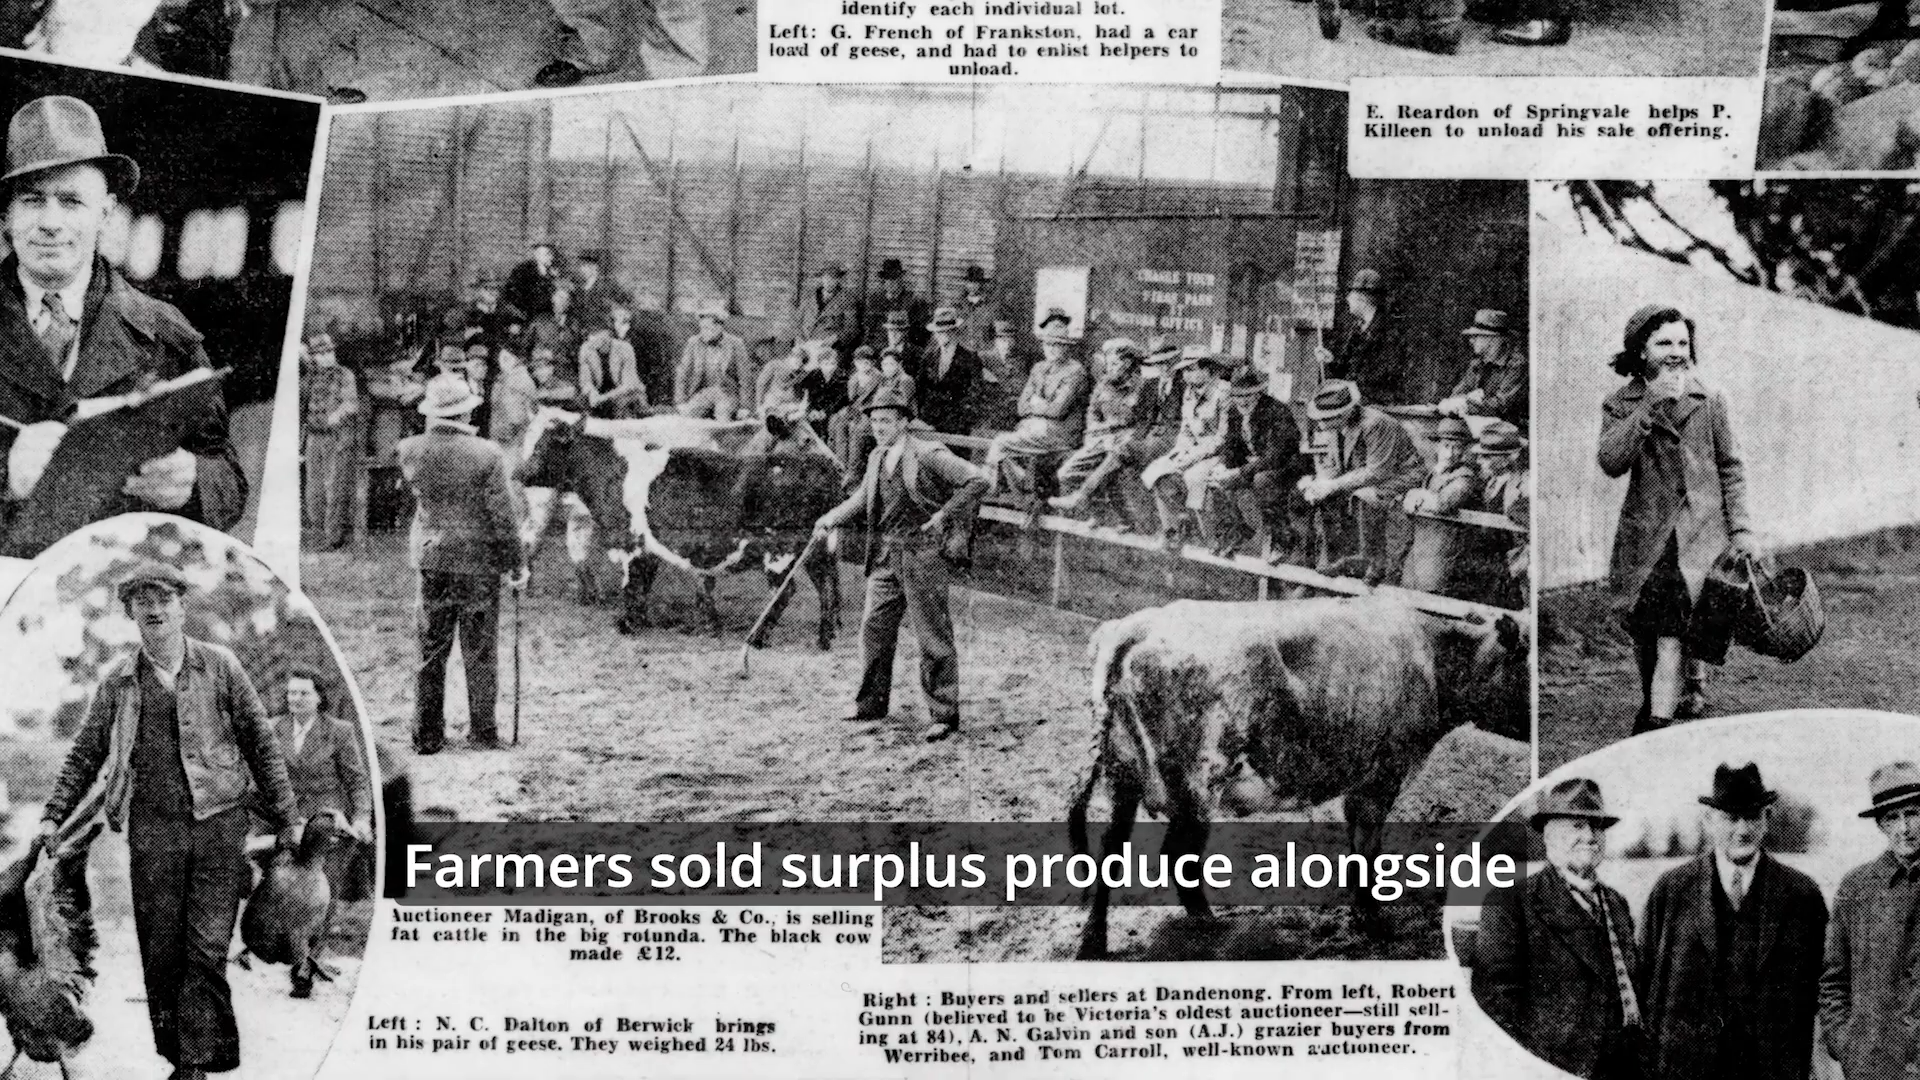 identify each individual lot.
Left: G. French of Frankston, had a car
load of geese, and had to enlist helpers to
unload.
E. Reardon of Springvale helps P.
Killeen to unload his sale offering.
Farmers sold surplus produce alongside
Auctioneer Madigan, of Brooks & Co., is selling
fat cattle in the big rotunda. The black cow
made £12.
Left : N. C. Dalton of Berwick brings
in his pair of geese. They weighed 24 lbs.
Right : Buyers and sellers at Dandenong. From left, Robert
Gunn (believed to be Victoria's oldest auctioneer—still sell-
ing at 84), A. N. Galvin and son (A.J.) grazier buyers from
Werribee, and Tom Carroll, well-known auctioneer.